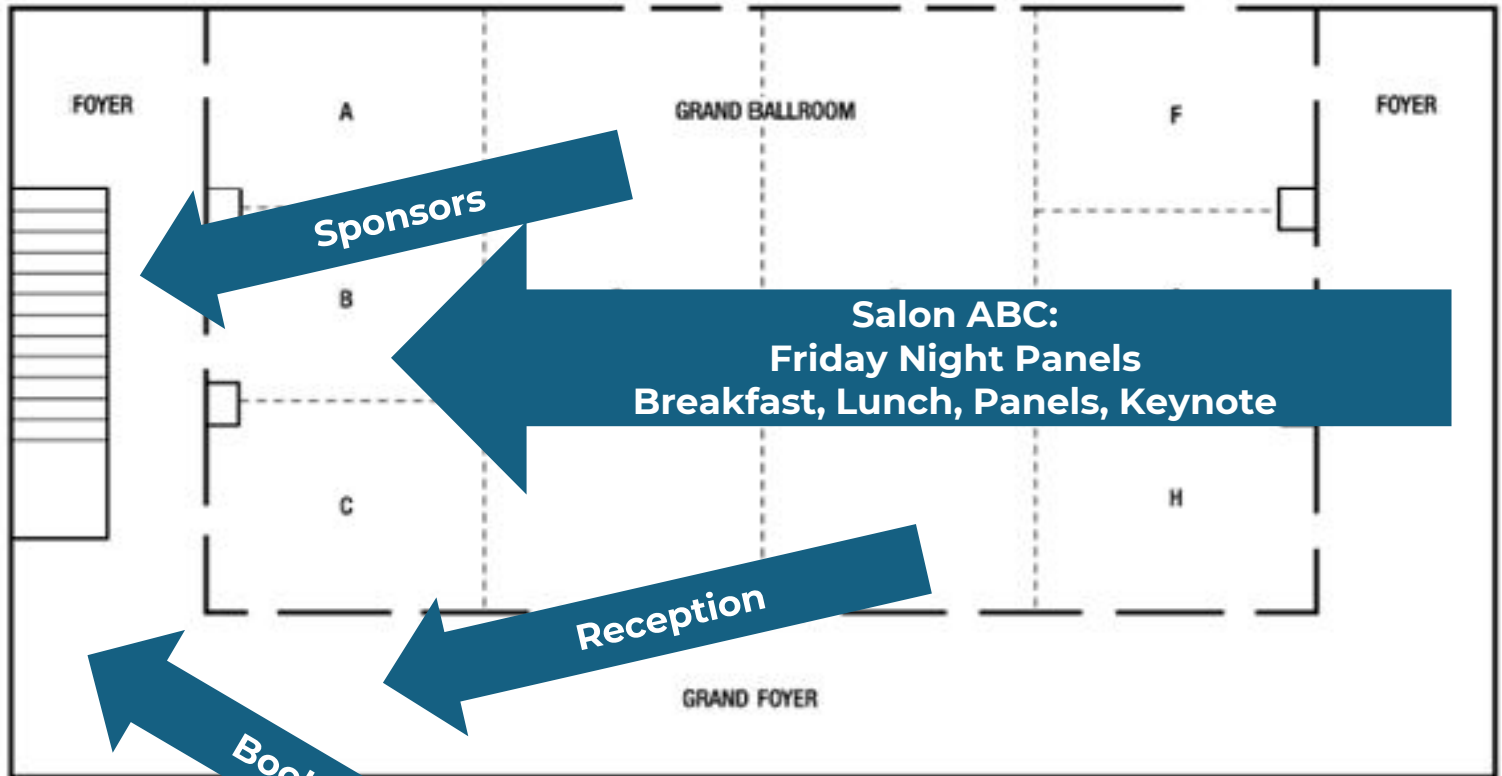 FOYER
A
GRAND BALLROOM
F
FOYER
Sponsors
B
Salon ABC:
Friday Night Panels
Breakfast, Lunch, Panels, Keynote
C
H
Reception
GRAND FOYER